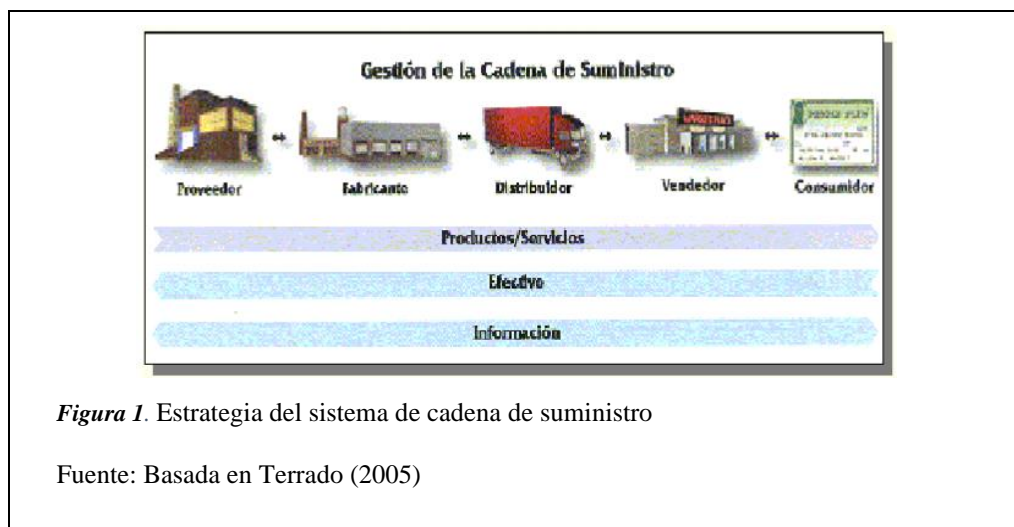 Gestión de la Cadena de Suministro
Proveedor Fabricante Distribuidor Vendedor Consumidor
Productos/Servicios
Efectivo
Información
Figura 1. Estrategia del sistema de cadena de suministro
Fuente: Basada en Terrado (2005)